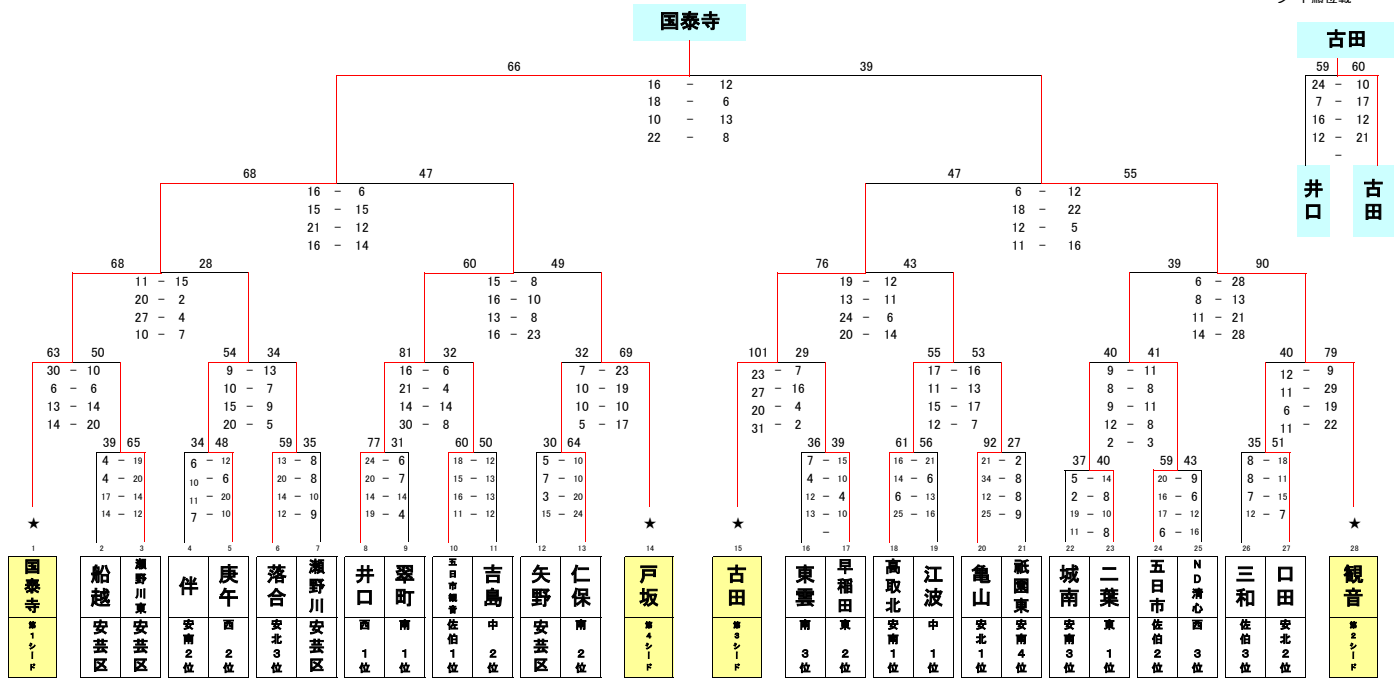 国泰寺
古田
66 39
59 60
16 - 12
18 - 6
10 - 13
22 - 8
24 - 10
7 - 17
16 - 12
12 - 21
-
井口 古田
68 47
47 55
16 - 6
15 - 15
21 - 12
16 - 14
6 - 12
18 - 22
12 - 5
11 - 16
68 28
60 49
76 43
39 90
11 - 15
20 - 2
27 - 4
10 - 7
15 - 8
16 - 10
13 - 8
16 - 23
19 - 12
13 - 11
24 - 6
20 - 14
6 - 28
8 - 13
11 - 21
14 - 28
63 50
54 34
81 32
32 69
101 29
55 53
40 41
40 79
30 - 10
6 - 6
13 - 14
14 - 20
9 - 13
10 - 7
15 - 9
20 - 5
16 - 6
21 - 4
14 - 14
30 - 8
7 - 23
10 - 19
10 - 10
5 - 17
23 - 7
27 - 16
20 - 4
31 - 2
17 - 16
11 - 13
15 - 17
12 - 7
9 - 11
8 - 8
9 - 11
12 - 8
2 - 3
12 - 9
11 - 29
6 - 19
11 - 22
39 65
34 48
59 35
77 31
60 50
30 64
36 39
61 56
92 27
37 40
59 43
35 51
4 - 19
4 - 20
17 - 14
14 - 12
6 - 12
10 - 6
11 - 20
7 - 10
13 - 8
20 - 8
14 - 10
12 - 9
24 - 6
20 - 7
14 - 14
19 - 4
18 - 12
15 - 13
16 - 13
11 - 12
5 - 10
7 - 10
3 - 20
15 - 24
7 - 15
4 - 10
12 - 4
13 - 10
-
16 - 21
14 - 6
6 - 13
25 - 16
21 - 2
34 - 8
12 - 8
25 - 9
5 - 14
2 - 8
19 - 10
11 - 8
20 - 9
16 - 6
17 - 12
6 - 16
8 - 18
8 - 11
7 - 15
12 - 7
★ ★ ★ ★
1 2 3 4 5 6 7 8 9 10 11 12 13 14 15 16 17 18 19 20 21 22 23 24 25 26 27 28
国泰寺 船越 瀬野川東 伴 庚午 落合 瀬野川 井口 翠町 五日市観音 吉島 矢野 仁保 戸坂 古田 東雲 早稲田 高取北 江波 亀山 祇園東 城南 二葉 五日市 ND清心 三和 口田 観音
第1シード 安芸区 安芸区 安南2位 西2位 安北3位 安芸区 西1位 南1位 佐伯1位 中2位 安芸区 南2位 第4シード 第3シード 南3位 東2位 安南1位 中1位 安北1位 安南4位 安南3位 東1位 佐伯2位 西3位 佐伯3位 安北2位 第2シード